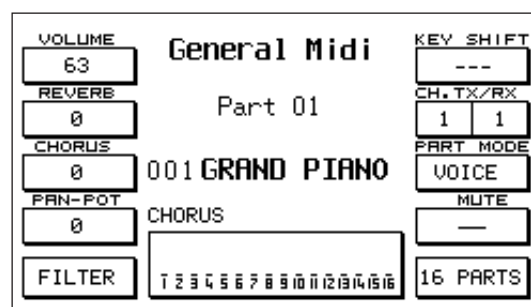 VOLUME
63
REVERB
0
CHORUS
0
PAN-POT
0
FILTER
General Midi
Part 01
001 GRAND PIANO
CHORUS
1 2 3 4 5 6 7 8 9 10 11 12 13 14 15 16
KEY SHIFT
---
CH.TX/RX
1 1
PART MODE
VOICE
MUTE
—
16 PARTS